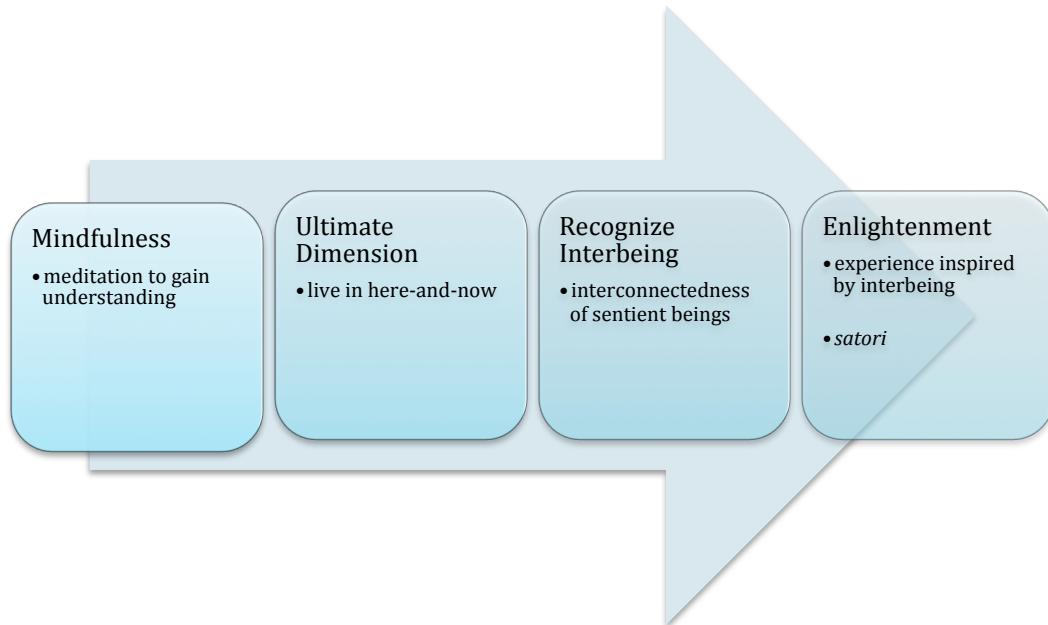 Mindfulness
• meditation to gain
understanding
Ultimate
Dimension
• live in here-and-now
Recognize
Interbeing
• interconnectedness
of sentient beings
Enlightenment
• experience inspired
by interbeing
• satori